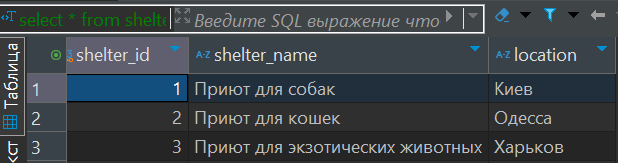 select * from shelte Введите SQL выражение что
Таблица
shelter_id A-Z shelter_name A-Z location
1 1 Приют для собак Киев
2 2 Приют для кошек Одесса
3 3 Приют для экзотических животных Харьков